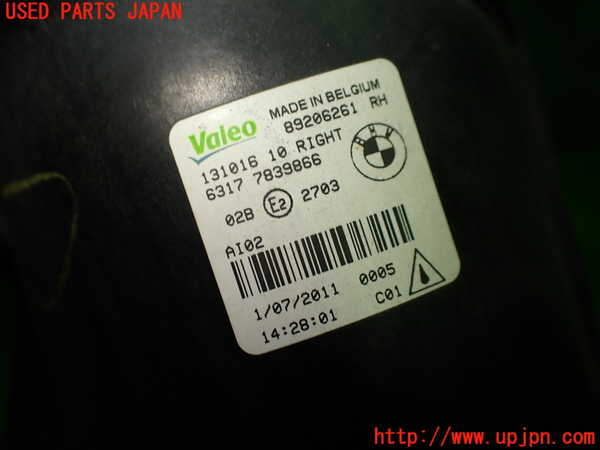 USED PARTS JAPAN
Valeo
MADE IN BELGIUM
89206261 RH
131016 10 RIGHT
6317 7839866
BMW
02B E2 2703
AI02
1/07/2011 0005
14:28:01 C01
http://www.upjpn.com/